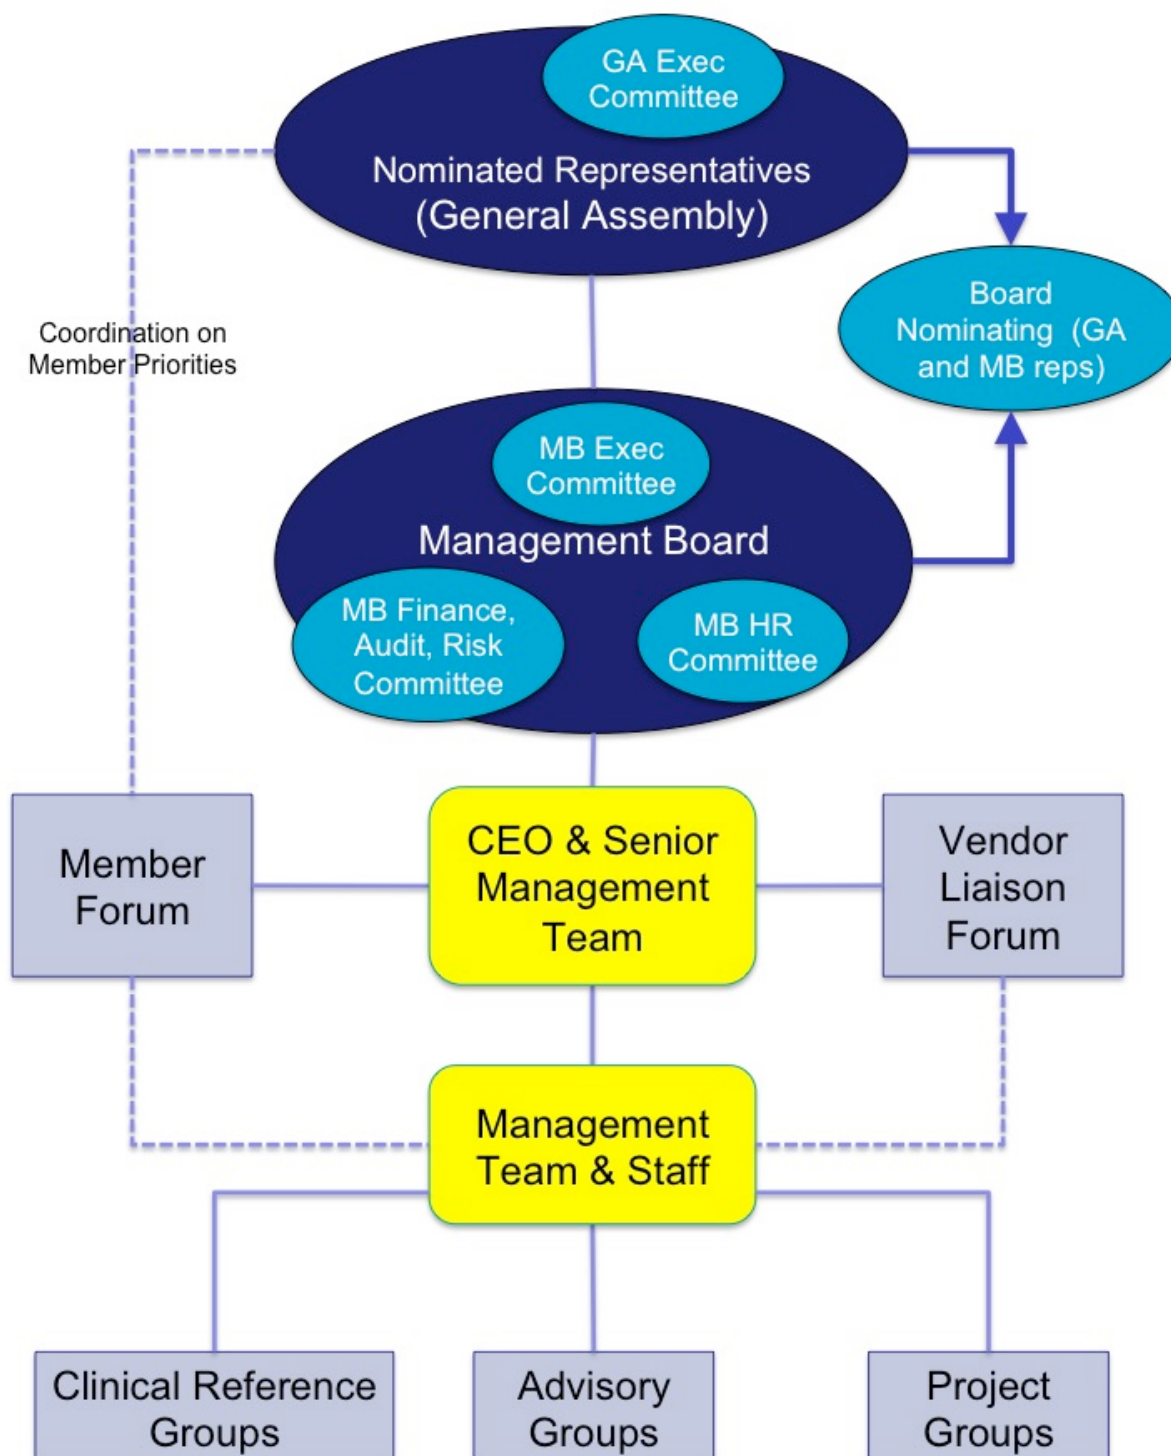 GA Exec
Committee
Nominated Representatives
(General Assembly)
Board
Nominating (GA
and MB reps)
Coordination on
Member Priorities
MB Exec
Committee
Management Board
MB Finance,
Audit, Risk
Committee
MB HR
Committee
Member
Forum
CEO & Senior
Management
Team
Vendor
Liaison
Forum
Management
Team & Staff
Clinical Reference
Groups
Advisory
Groups
Project
Groups